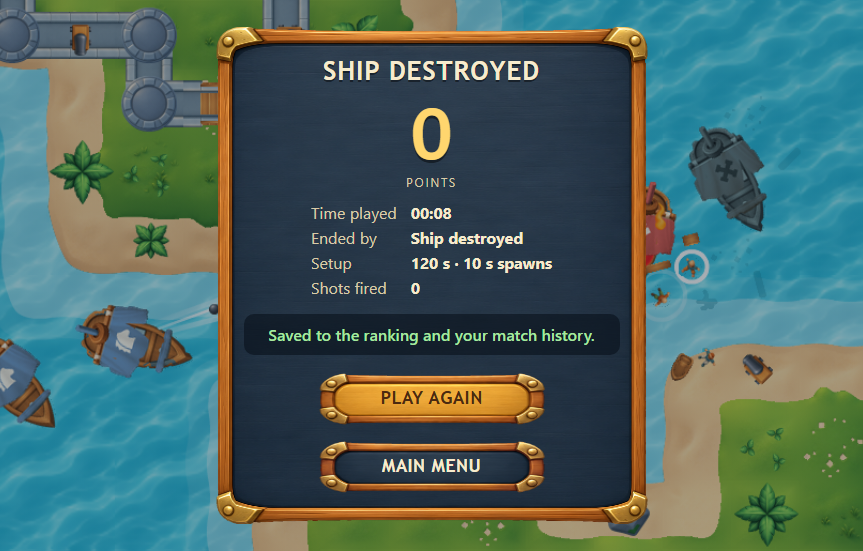 SHIP DESTROYED
0
POINTS
Time played 00:08
Ended by Ship destroyed
Setup 120 s · 10 s spawns
Shots fired 0
Saved to the ranking and your match history.
PLAY AGAIN
MAIN MENU